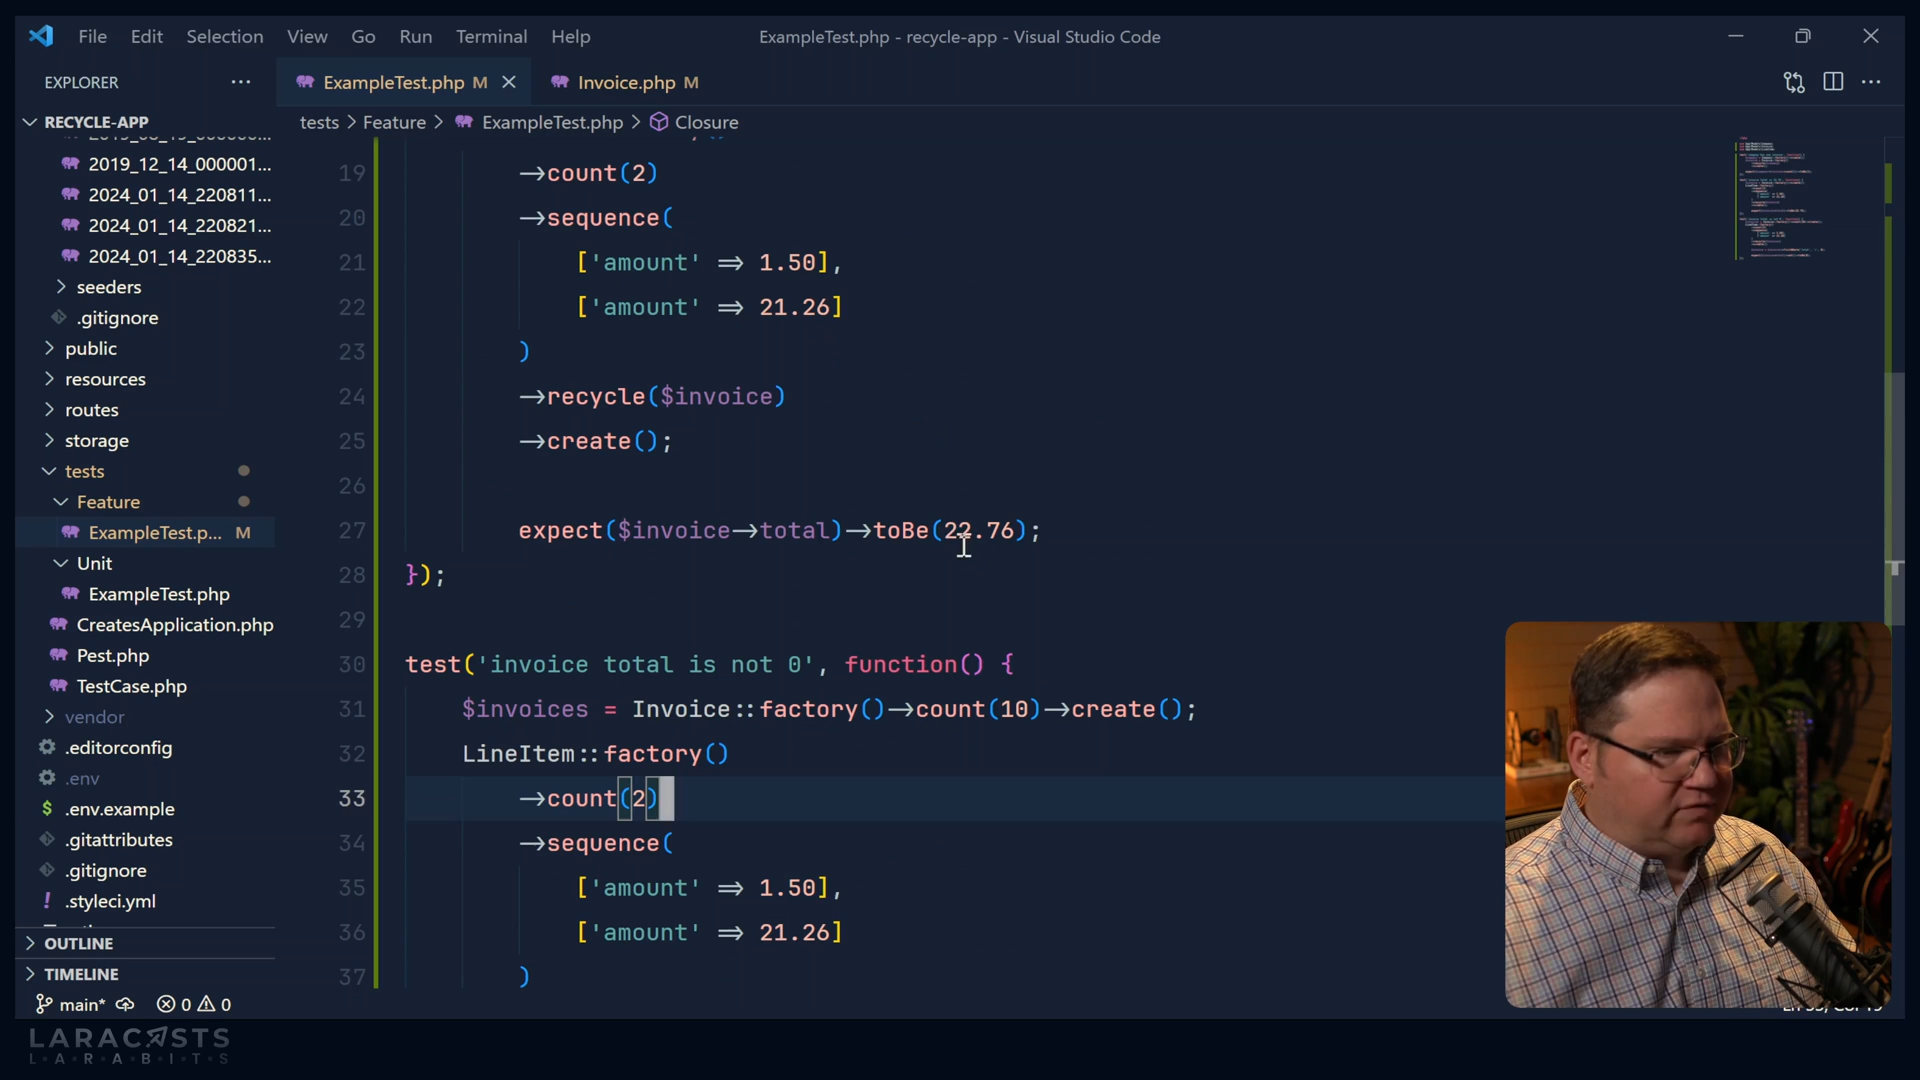 File Edit Selection View Go Run Terminal Help
ExampleTest.php - recycle-app - Visual Studio Code
EXPLORER
ExampleTest.php M
Invoice.php M
RECYCLE-APP
tests > Feature > ExampleTest.php > Closure
2019_12_14_000001...
2024_01_14_220811...
2024_01_14_220821...
2024_01_14_220835...
seeders
.gitignore
public
resources
routes
storage
tests
Feature
ExampleTest.p... M
Unit
ExampleTest.php
CreatesApplication.php
Pest.php
TestCase.php
vendor
.editorconfig
.env
$ .env.example
.gitattributes
.gitignore
! .styleci.yml
OUTLINE
TIMELINE
main* 0 0
19 ->count(2)
20 ->sequence(
21 ['amount' => 1.50],
22 ['amount' => 21.26]
23 )
24 ->recycle($invoice)
25 ->create();
26
27 expect($invoice->total)->toBe(22.76);
28 });
29
30 test('invoice total is not 0', function() {
31 $invoices = Invoice::factory()->count(10)->create();
32 LineItem::factory()
33 ->count(2)
34 ->sequence(
35 ['amount' => 1.50],
36 ['amount' => 21.26]
37 )
LARACASTS
L·A·R·A·B·I·T·S